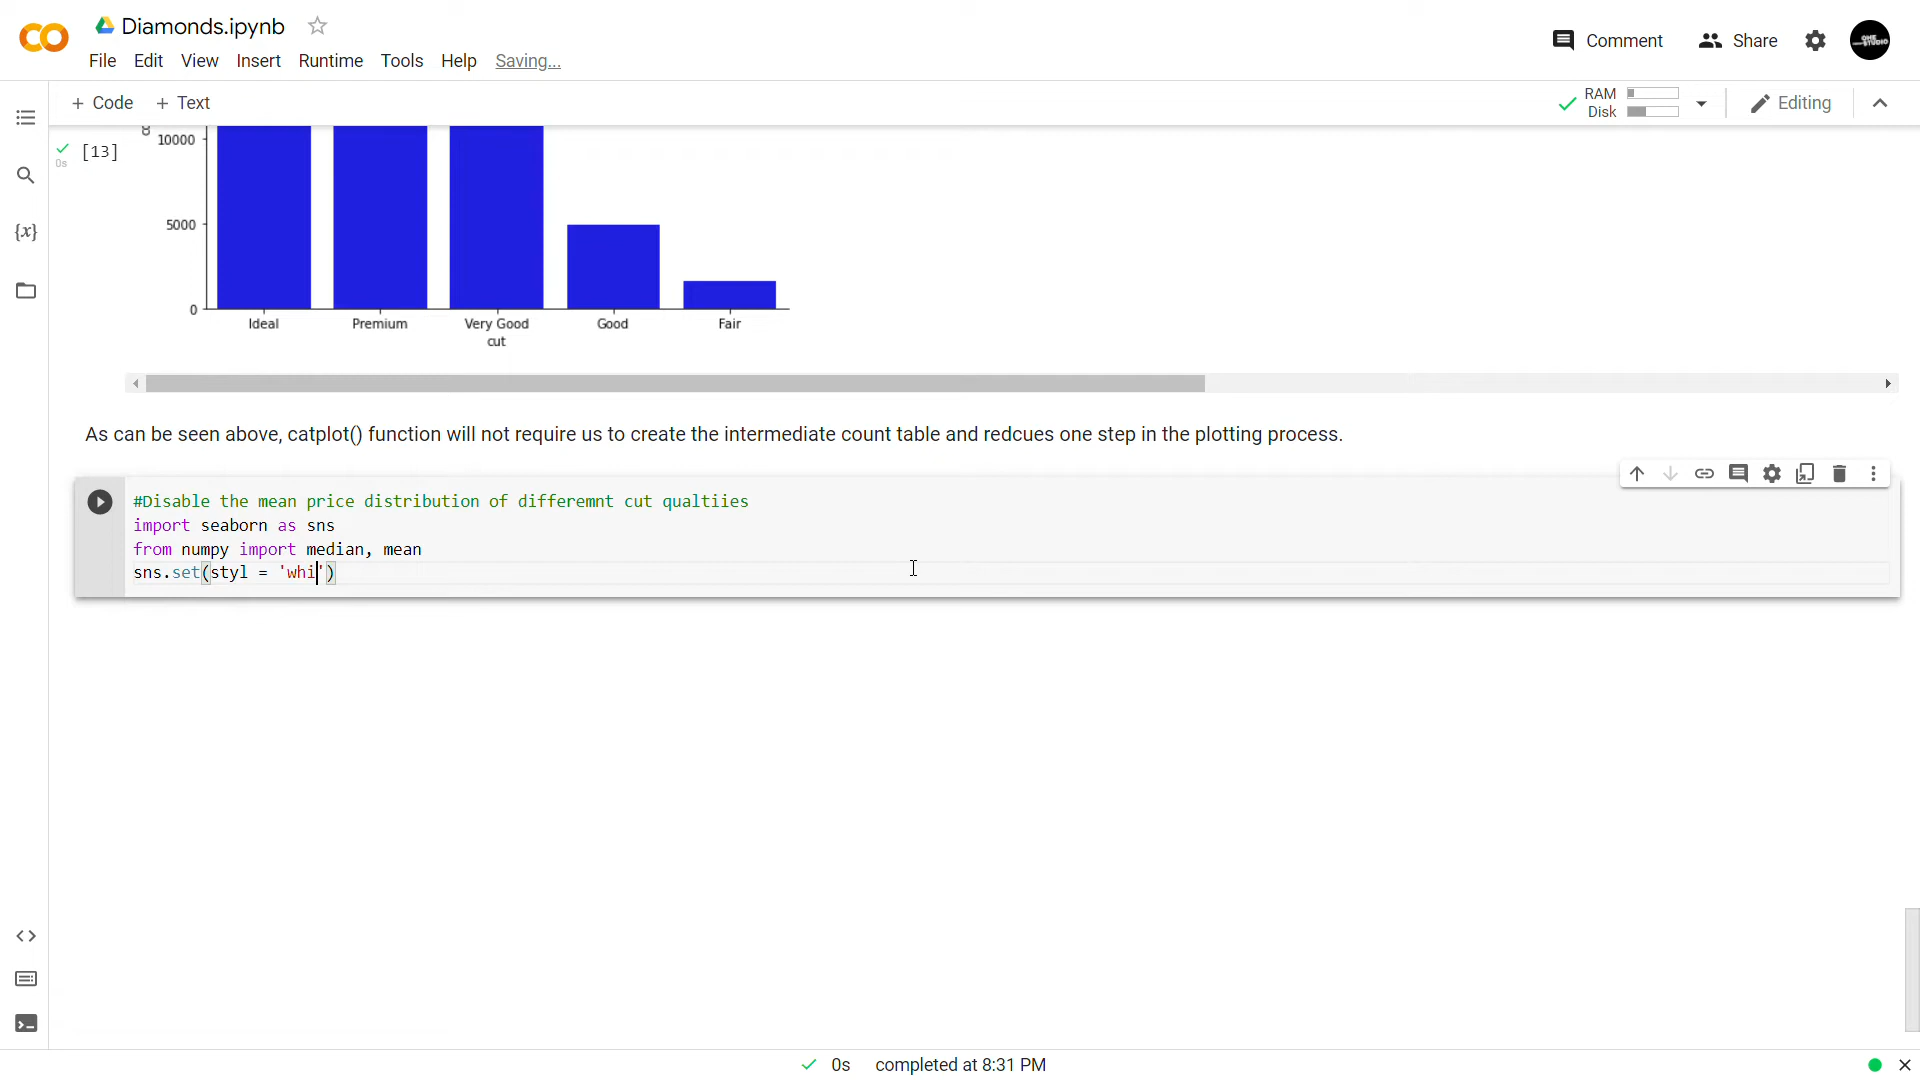 Diamonds.ipynb
File Edit View Insert Runtime Tools Help Saving...
Comment Share
+ Code + Text
RAM
Disk
Editing
[13]
0s
10000
5000
0
Ideal Premium Very Good Good Fair
cut
As can be seen above, catplot() function will not require us to create the intermediate count table and redcues one step in the plotting process.
#Disable the mean price distribution of differemnt cut qualtiies
import seaborn as sns
from numpy import median, mean
sns.set(styl = 'whi')
{x}
0s completed at 8:31 PM